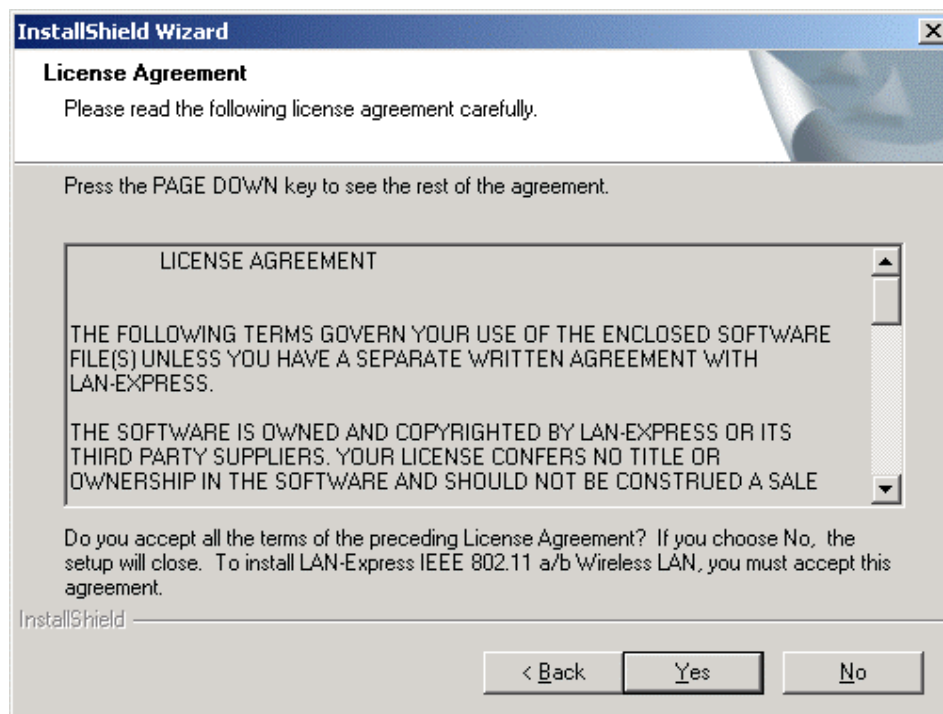 InstallShield Wizard
License Agreement
Please read the following license agreement carefully.
Press the PAGE DOWN key to see the rest of the agreement.
LICENSE AGREEMENT
THE FOLLOWING TERMS GOVERN YOUR USE OF THE ENCLOSED SOFTWARE
FILE(S) UNLESS YOU HAVE A SEPARATE WRITTEN AGREEMENT WITH
LAN-EXPRESS.
THE SOFTWARE IS OWNED AND COPYRIGHTED BY LAN-EXPRESS OR ITS
THIRD PARTY SUPPLIERS. YOUR LICENSE CONFERS NO TITLE OR
OWNERSHIP IN THE SOFTWARE AND SHOULD NOT BE CONSTRUED A SALE
Do you accept all the terms of the preceding License Agreement? If you choose No, the
setup will close. To install LAN-Express IEEE 802.11 a/b Wireless LAN, you must accept this
agreement.
InstallShield
< Back
Yes
No